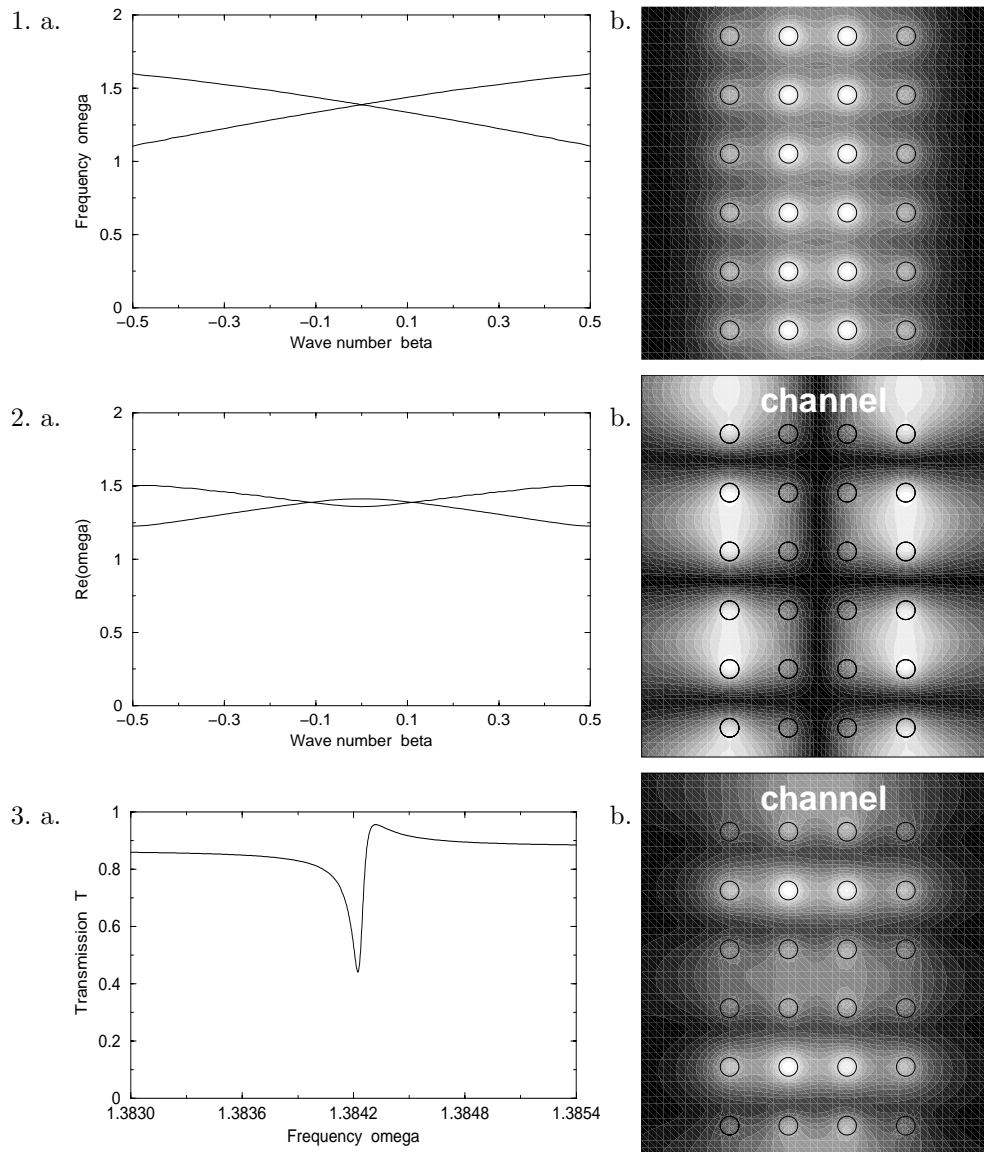 1. a.
2
1.5
1
0.5
0
Frequency omega
−0.5 −0.3 −0.1 0.1 0.3 0.5
Wave number beta
b.
2. a.
2
1.5
1
0.5
0
Re(omega)
−0.5 −0.3 −0.1 0.1 0.3 0.5
Wave number beta
b.
channel
3. a.
1
0.8
0.6
0.4
0.2
0
Transmission T
1.3830 1.3836 1.3842 1.3848 1.3854
Frequency omega
b.
channel